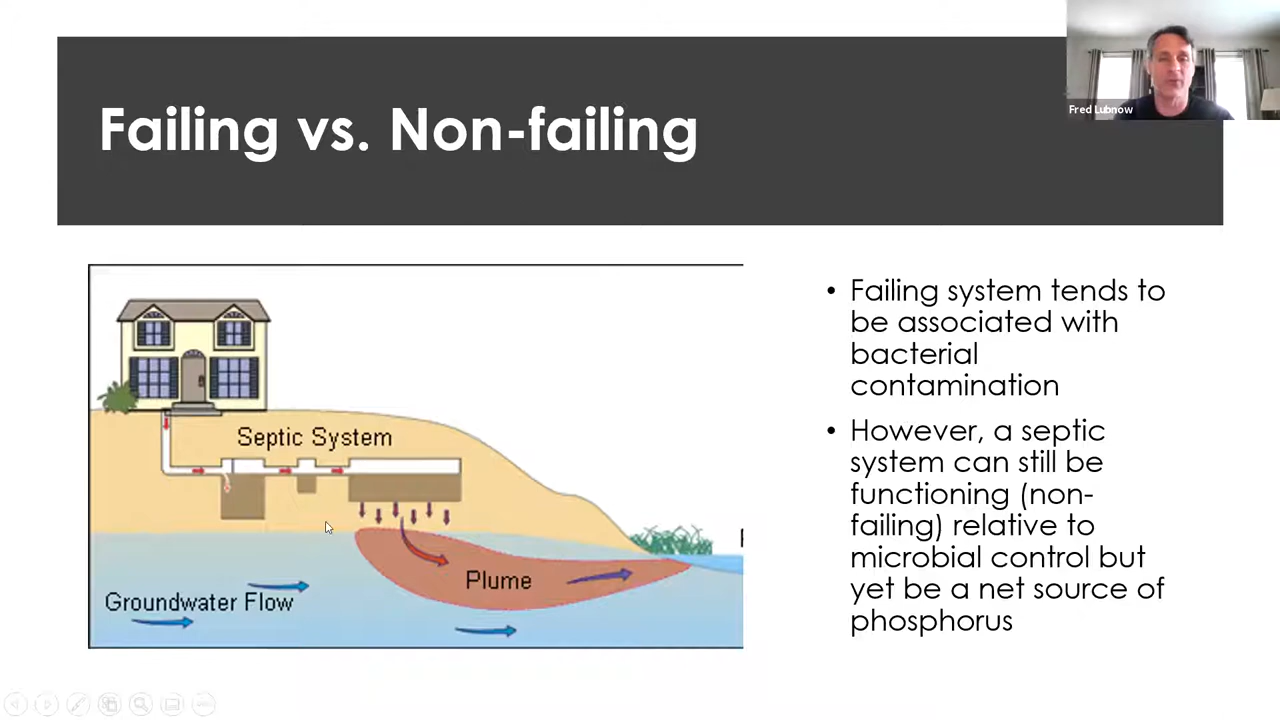 Fred Lubnow
Failing vs. Non-failing
Septic System
Plume
Groundwater Flow
• Failing system tends to
be associated with
bacterial
contamination
• However, a septic
system can still be
functioning (non-
failing) relative to
microbial control but
yet be a net source of
phosphorus